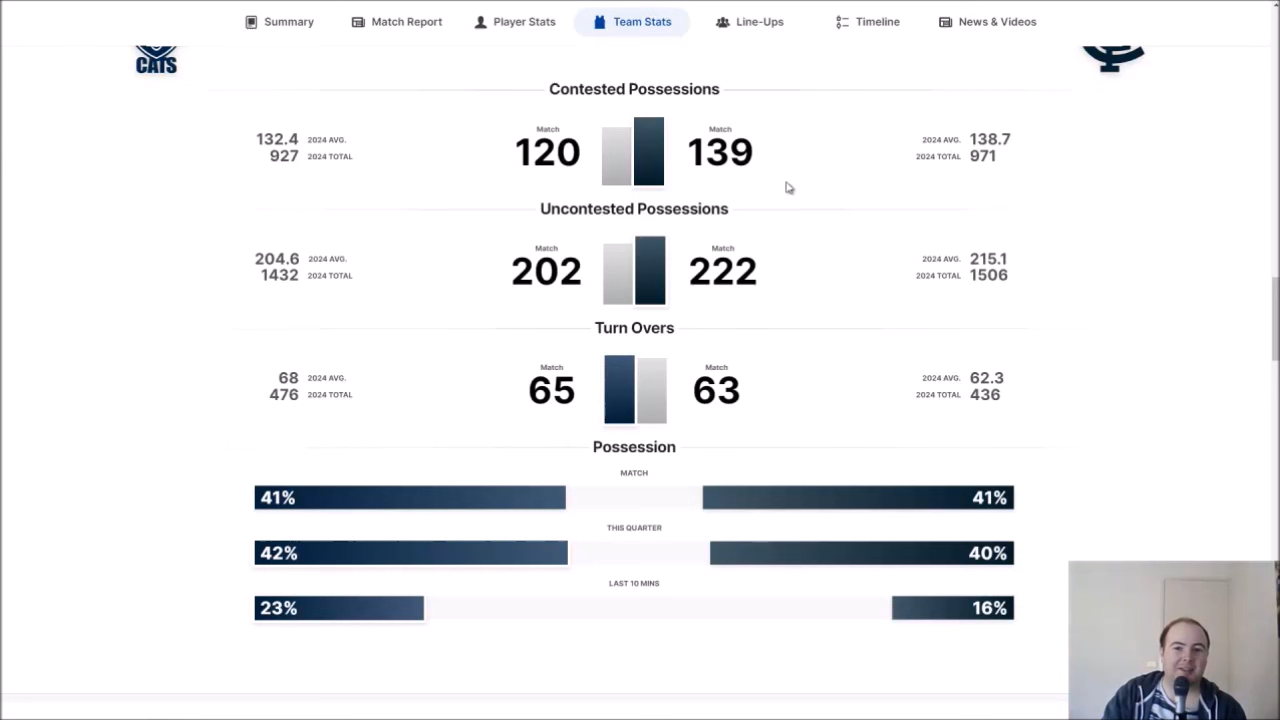 Summary Match Report Player Stats Team Stats Line-Ups Timeline News & Videos
CATS
Contested Possessions
132.4 2024 AVG. Match 120 Match 139 2024 AVG. 138.7
927 2024 TOTAL 2024 TOTAL 971
Uncontested Possessions
204.6 2024 AVG. Match 202 Match 222 2024 AVG. 215.1
1432 2024 TOTAL 2024 TOTAL 1506
Turn Overs
68 2024 AVG. Match 65 Match 63 2024 AVG. 62.3
476 2024 TOTAL 2024 TOTAL 436
Possession
MATCH
41% 41%
THIS QUARTER
42% 40%
LAST 10 MINS
23% 16%